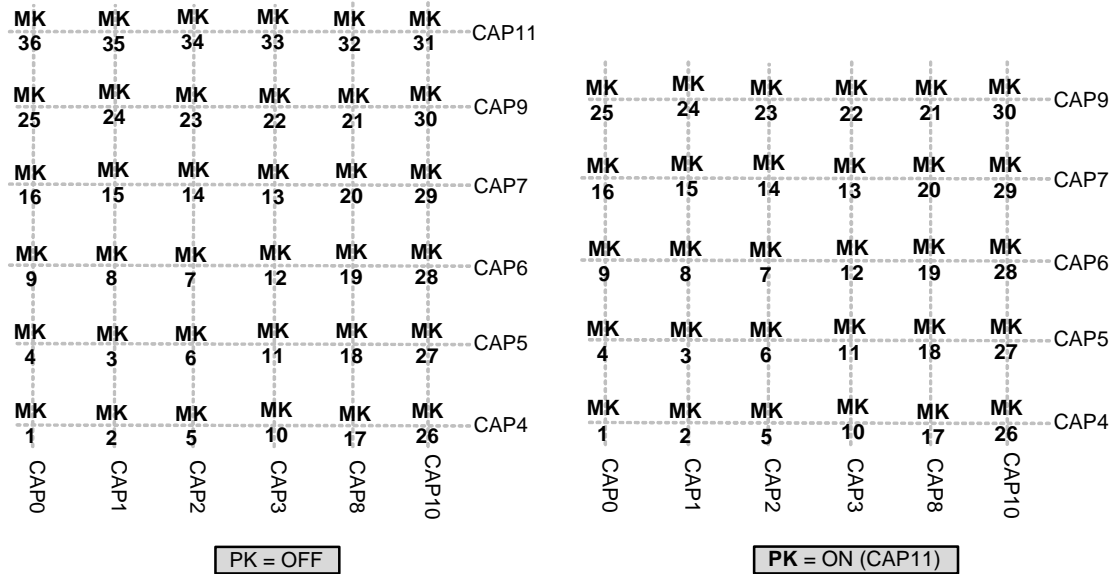 MK MK MK MK MK MK
36 35 34 33 32 31 CAP11
MK MK MK MK MK MK
25 24 23 22 21 30 CAP9
MK MK MK MK MK MK
16 15 14 13 20 29 CAP7
MK MK MK MK MK MK
9 8 7 12 19 28 CAP6
MK MK MK MK MK MK
4 3 6 11 18 27 CAP5
MK MK MK MK MK MK
1 2 5 10 17 26 CAP4
CAP0 CAP1 CAP2 CAP3 CAP8 CAP10
PK = OFF
MK MK MK MK MK MK
25 24 23 22 21 30 CAP9
MK MK MK MK MK MK
16 15 14 13 20 29 CAP7
MK MK MK MK MK MK
9 8 7 12 19 28 CAP6
MK MK MK MK MK MK
4 3 6 11 18 27 CAP5
MK MK MK MK MK MK
1 2 5 10 17 26 CAP4
CAP0 CAP1 CAP2 CAP3 CAP8 CAP10
PK = ON (CAP11)